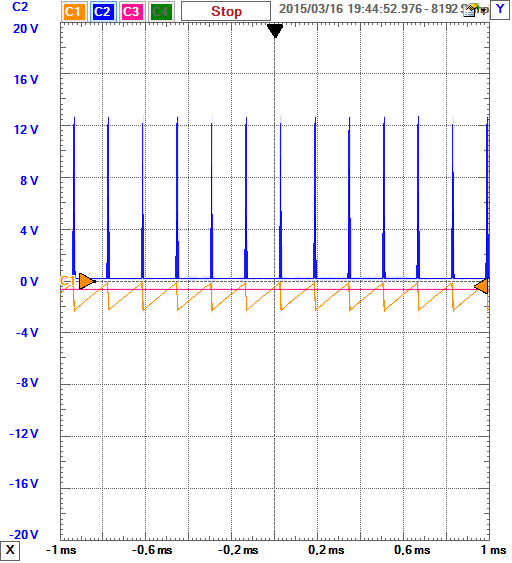 C2 C1 C2 C3 C4 Stop 2015/03/16 19:44:52.976 - 8192 Y
20 V
16 V
12 V
8 V
4 V
C1 0 V
-4 V
-8 V
-12 V
-16 V
-20 V
X -1 ms -0,6 ms -0,2 ms 0,2 ms 0,6 ms 1 ms